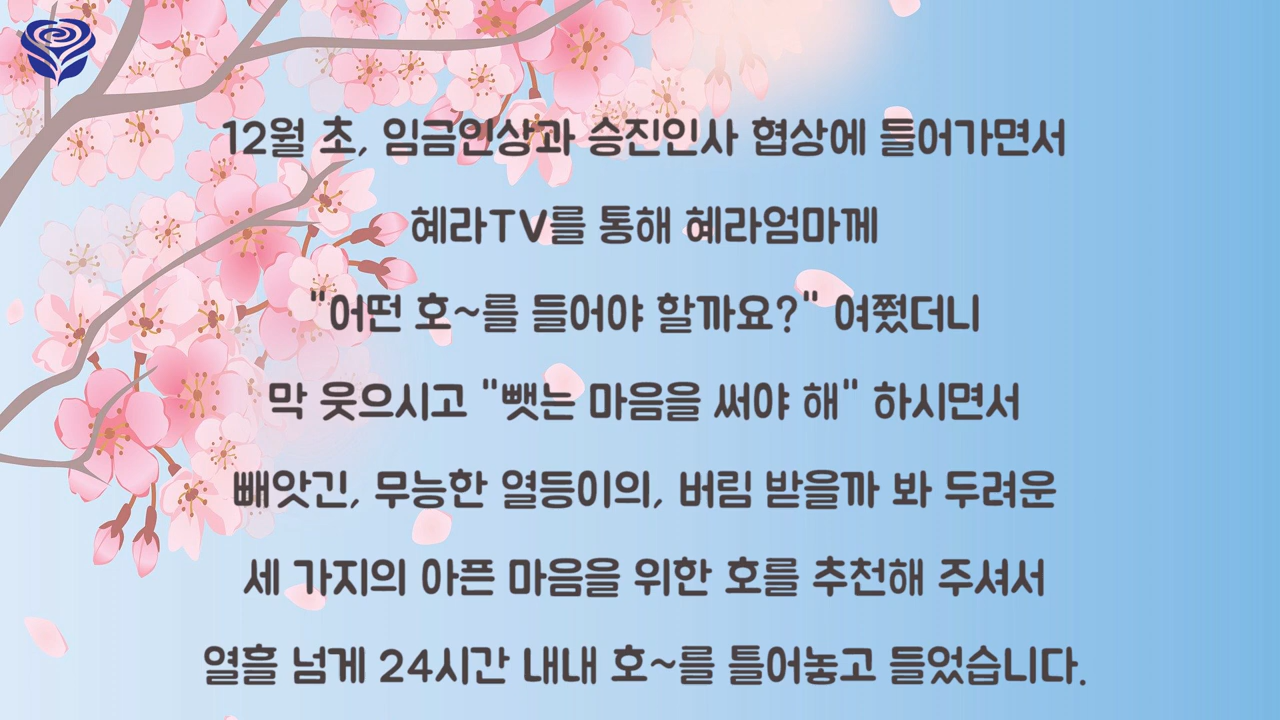 12월 초, 임금인상과 승진인사 협상에 들어가면서
혜라TV를 통해 혜라엄마께
"어떤 호~를 들어야 할까요?" 여쭸더니
막 웃으시고 "뺏는 마음을 써야 해" 하시면서
빼앗긴, 무능한 열등이의, 버림 받을까 봐 두려운
세 가지의 아픈 마음을 위한 호를 추천해 주셔서
열흘 넘게 24시간 내내 호~를 틀어놓고 들었습니다.